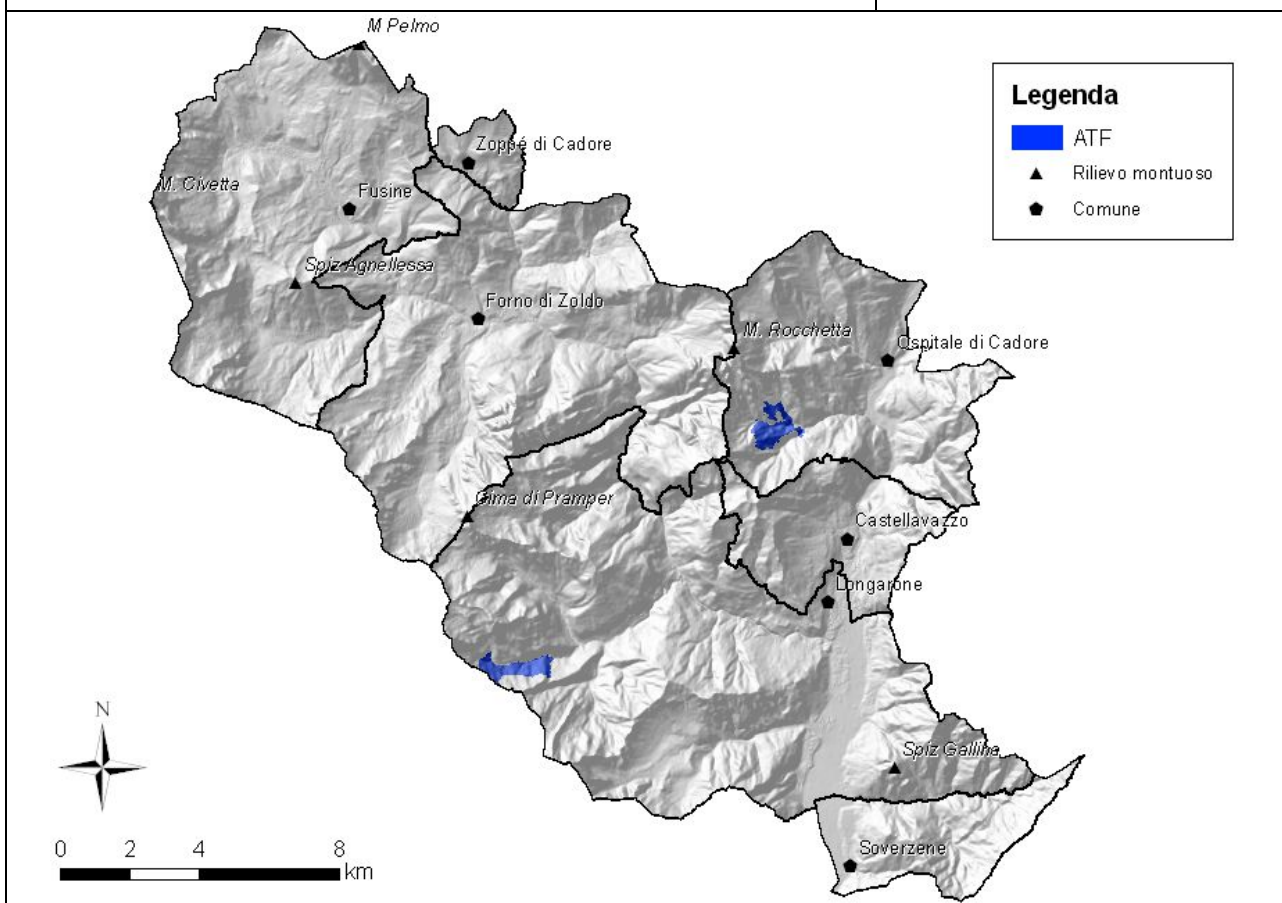 M Pelmo
Legenda
ATF
Rilievo montuoso
Comune
Zoppé di Cadore
M. Civetta
Fusine
Spiz Agnellessa
Forno di Zoldo
M. Rocchetta
Ospitale di Cadore
Cima di Pramper
Castellavazzo
Longarone
N
Spiz Gallina
Soverzene
0 2 4 8
km